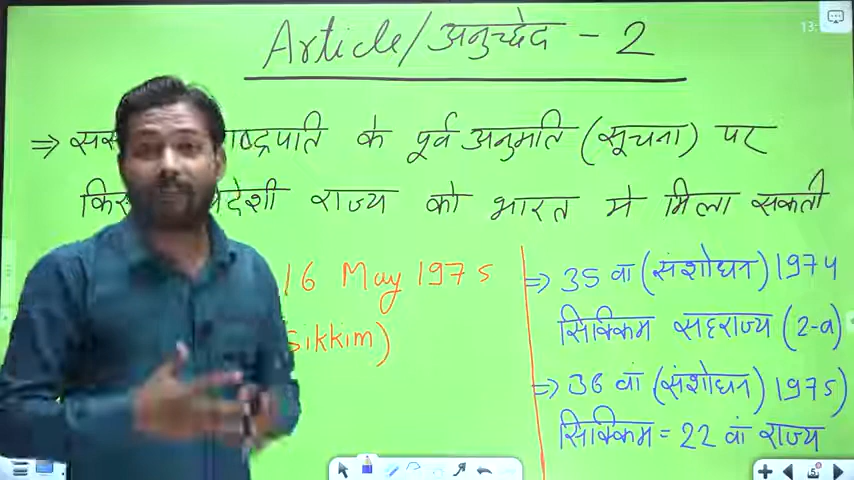 Article/अनुच्छेद - 2
13:
⇒ राष्ट्रपति के पूर्व अनुमति (सूचना) पर
विदेशी राज्य को भारत मे मिला सकती
16 May 1975
Sikkim)
⇒ 35 वां (संशोधन) 1974
सिक्किम सहराज्य (2-a)
⇒ 36 वां (संशोधन) 1975)
सिक्किम = 22 वां राज्य